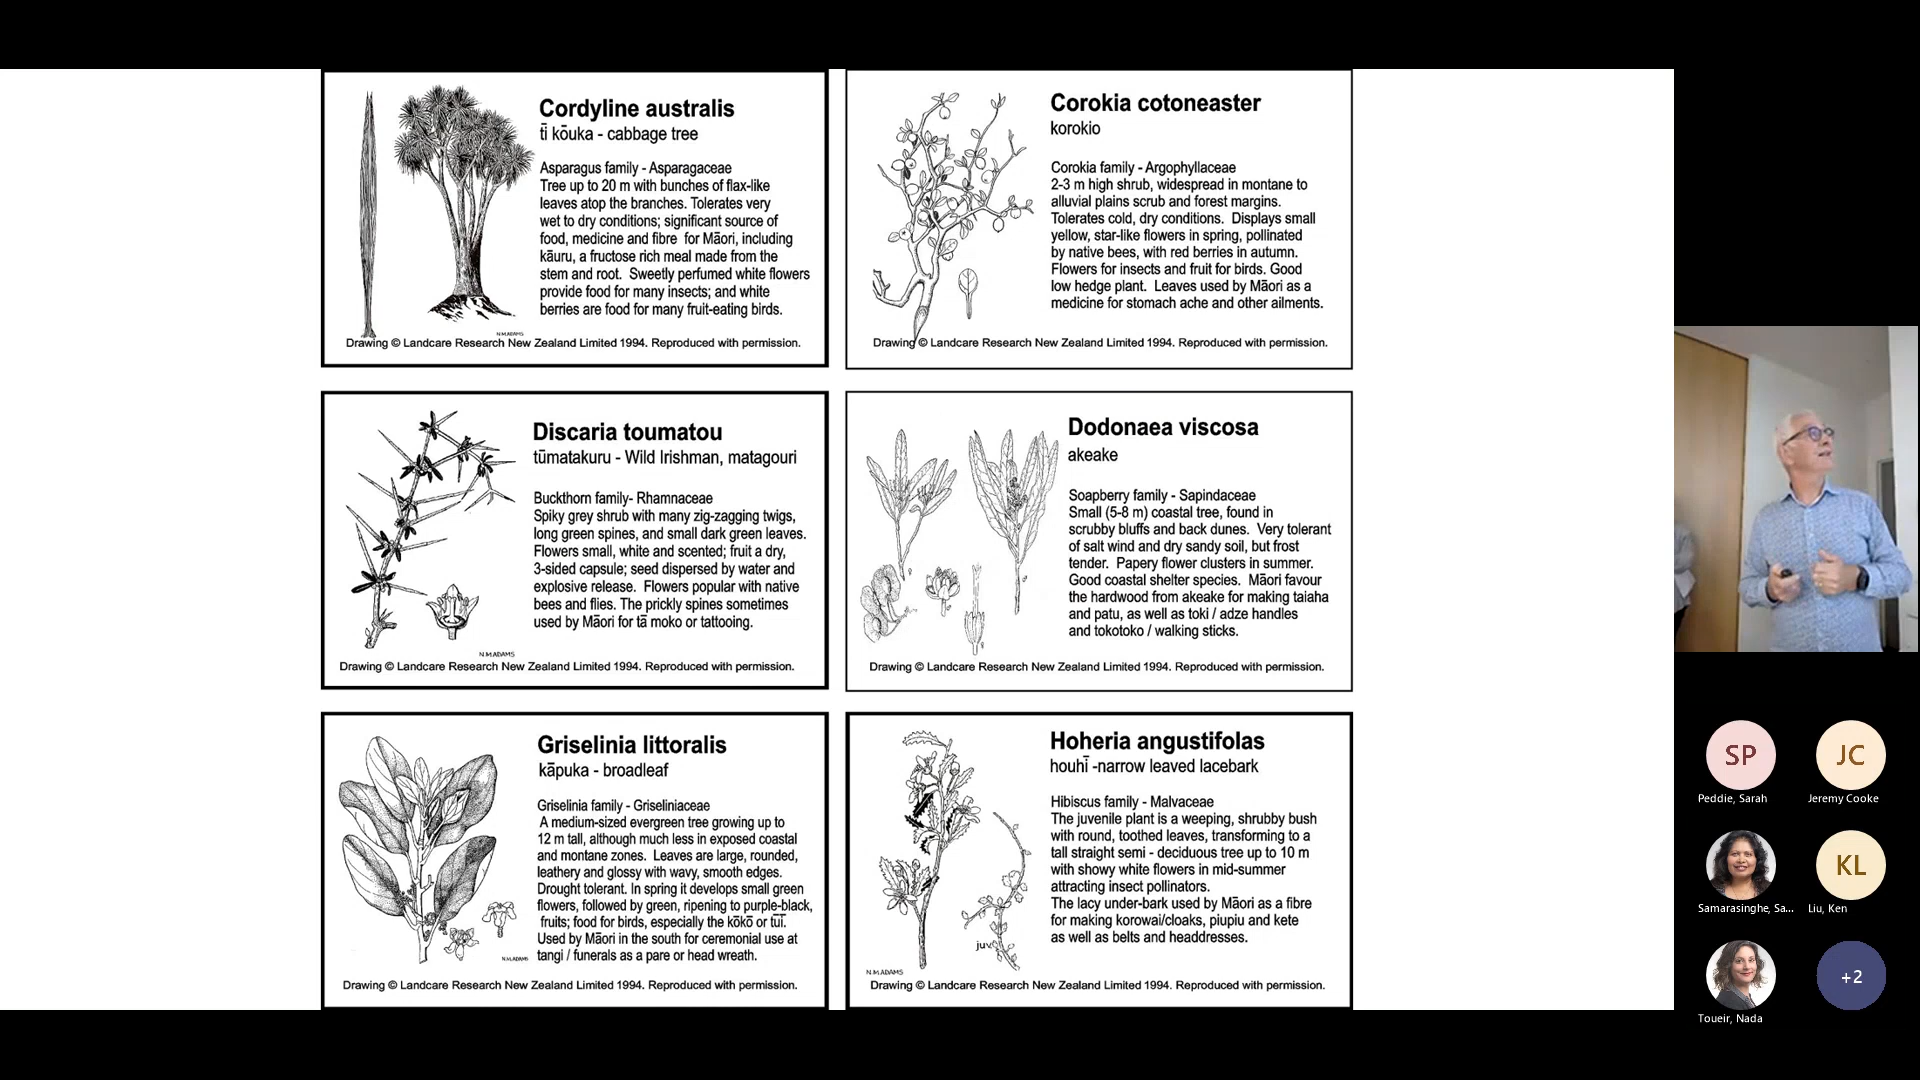 Cordyline australis
tī kōuka - cabbage tree
Asparagus family - Asparagaceae
Tree up to 20 m with bunches of flax-like
leaves atop the branches. Tolerates very
wet to dry conditions; significant source of
food, medicine and fibre for Māori, including
kāuru, a fructose rich meal made from the
stem and root. Sweetly perfumed white flowers
provide food for many insects; and white
berries are food for many fruit-eating birds.
N.M.ADAMS
Drawing © Landcare Research New Zealand Limited 1994. Reproduced with permission.
Corokia cotoneaster
korokio
Corokia family - Argophyllaceae
2-3 m high shrub, widespread in montane to
alluvial plains scrub and forest margins.
Tolerates cold, dry conditions. Displays small
yellow, star-like flowers in spring, pollinated
by native bees, with red berries in autumn.
Flowers for insects and fruit for birds. Good
low hedge plant. Leaves used by Māori as a
medicine for stomach ache and other ailments.
Drawing © Landcare Research New Zealand Limited 1994. Reproduced with permission.
Discaria toumatou
tūmatakuru - Wild Irishman, matagouri
Buckthorn family- Rhamnaceae
Spiky grey shrub with many zig-zagging twigs,
long green spines, and small dark green leaves.
Flowers small, white and scented; fruit a dry,
3-sided capsule; seed dispersed by water and
explosive release. Flowers popular with native
bees and flies. The prickly spines sometimes
used by Māori for tā moko or tattooing.
N.M.ADAMS
Drawing © Landcare Research New Zealand Limited 1994. Reproduced with permission.
Dodonaea viscosa
akeake
Soapberry family - Sapindaceae
Small (5-8 m) coastal tree, found in
scrubby bluffs and back dunes. Very tolerant
of salt wind and dry sandy soil, but frost
tender. Papery flower clusters in summer.
Good coastal shelter species. Māori favour
the hardwood from akeake for making taiaha
and patu, as well as toki / adze handles
and tokotoko / walking sticks.
Drawing © Landcare Research New Zealand Limited 1994. Reproduced with permission.
Griselinia littoralis
kāpuka - broadleaf
Griselinia family - Griseliniaceae
A medium-sized evergreen tree growing up to
12 m tall, although much less in exposed coastal
and montane zones. Leaves are large, rounded,
leathery and glossy with wavy, smooth edges.
Drought tolerant. In spring it develops small green
flowers, followed by green, ripening to purple-black,
fruits; food for birds, especially the kōkō or tūī.
Used by Māori in the south for ceremonial use at
tangi / funerals as a pare or head wreath.
N.M.ADAMS
Drawing © Landcare Research New Zealand Limited 1994. Reproduced with permission.
Hoheria angustifolas
houhī -narrow leaved lacebark
Hibiscus family - Malvaceae
The juvenile plant is a weeping, shrubby bush
with round, toothed leaves, transforming to a
tall straight semi - deciduous tree up to 10 m
with showy white flowers in mid-summer
attracting insect pollinators.
The lacy under-bark used by Māori as a fibre
for making korowai/cloaks, piupiu and kete
as well as belts and headdresses.
juv.
N.M.ADAMS
Drawing © Landcare Research New Zealand Limited 1994. Reproduced with permission.
SP
Peddie, Sarah
JC
Jeremy Cooke
Samarasinghe, Sa...
KL
Liu, Ken
Toueir, Nada
+2